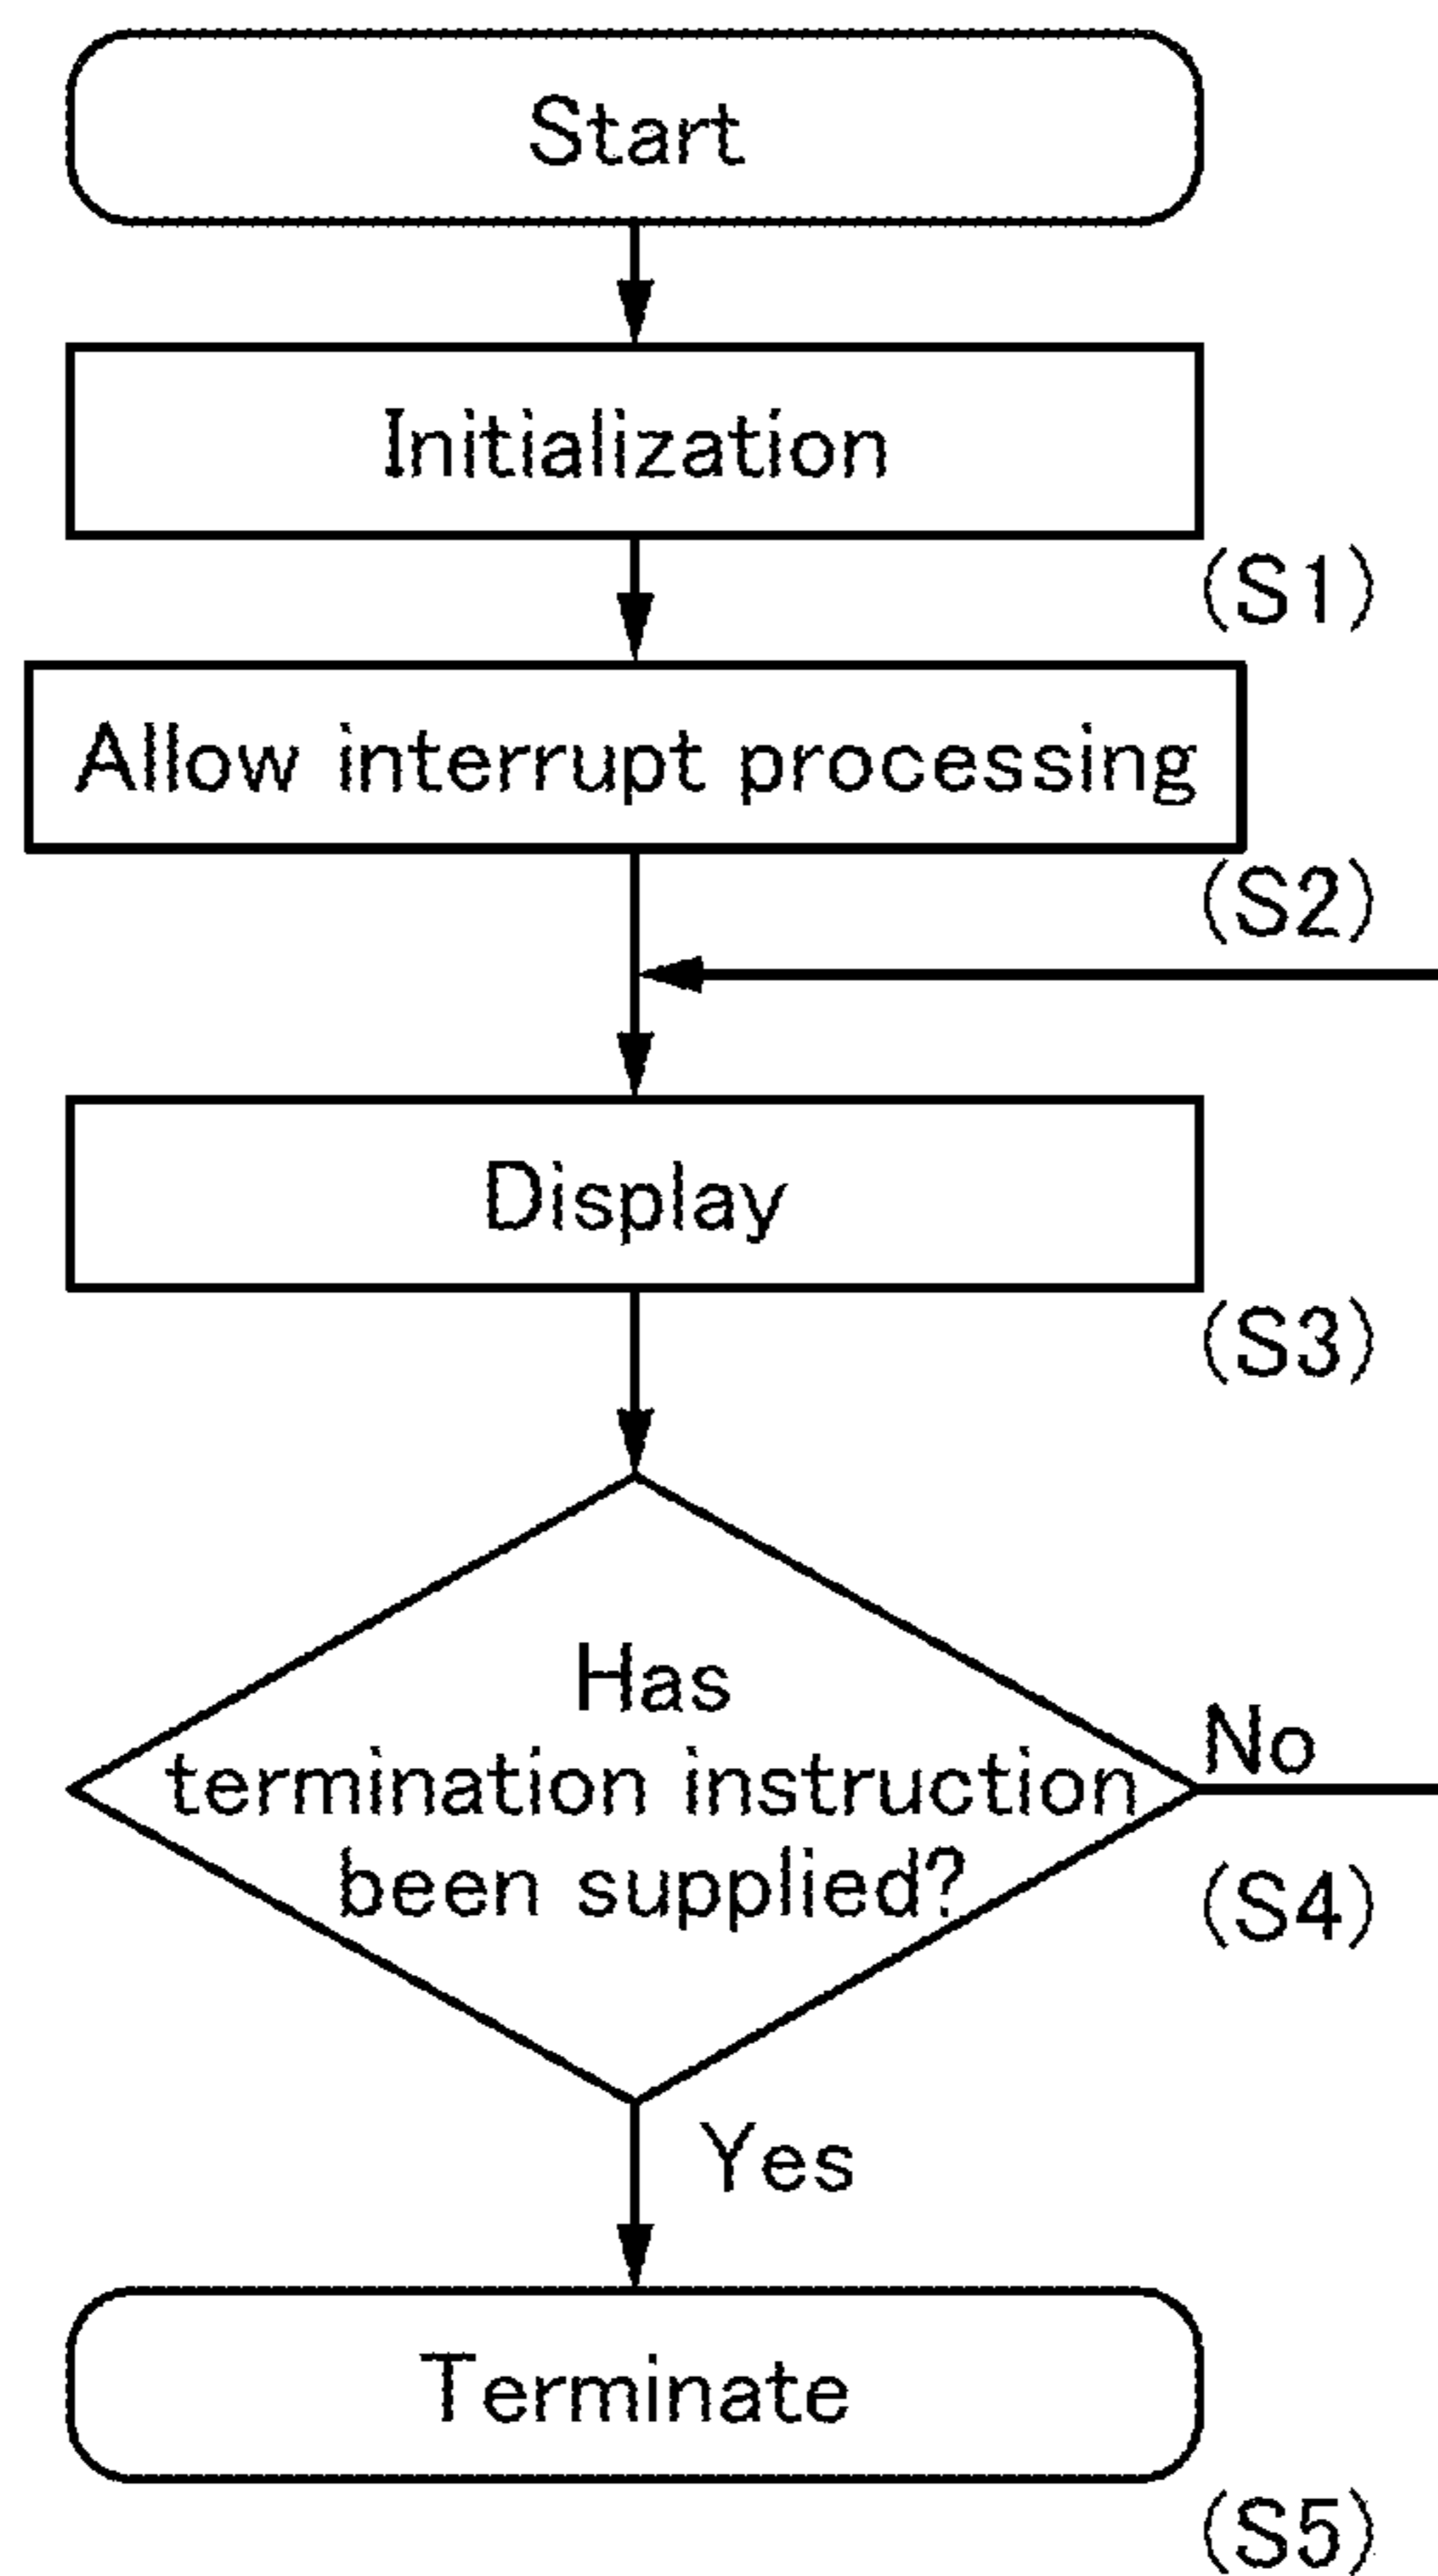 Start
Initialization
(S1)
Allow interrupt processing
(S2)
Display
(S3)
Has
termination instruction
been supplied?
No
(S4)
Yes
Terminate
(S5)